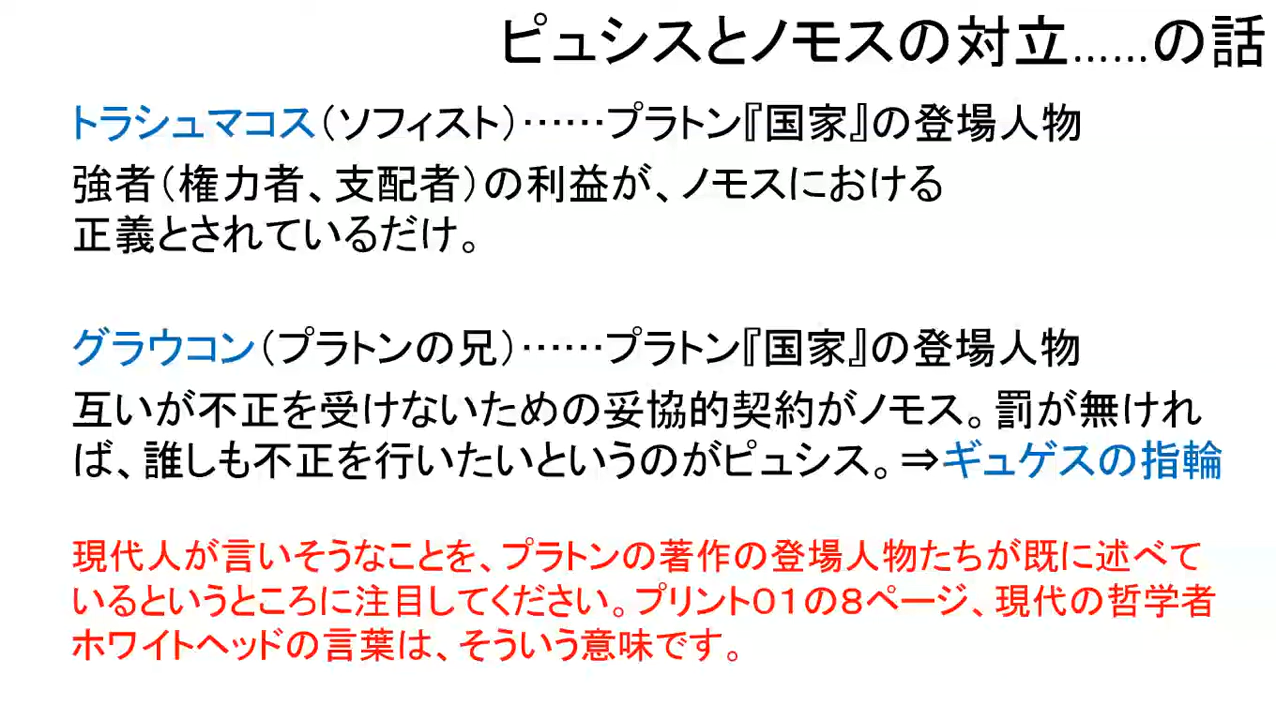 ピュシスとノモスの対立……の話
トラシュマコス（ソフィスト）……プラトン『国家』の登場人物
強者（権力者、支配者）の利益が、ノモスにおける
正義とされているだけ。
グラウコン（プラトンの兄）……プラトン『国家』の登場人物
互いが不正を受けないための妥協的契約がノモス。罰が無けれ
ば、誰しも不正を行いたいというのがピュシス。⇒ギュゲスの指輪
現代人が言いそうなことを、プラトンの著作の登場人物たちが既に述べて
いるというところに注目してください。プリント０１の８ページ、現代の哲学者
ホワイトヘッドの言葉は、そういう意味です。